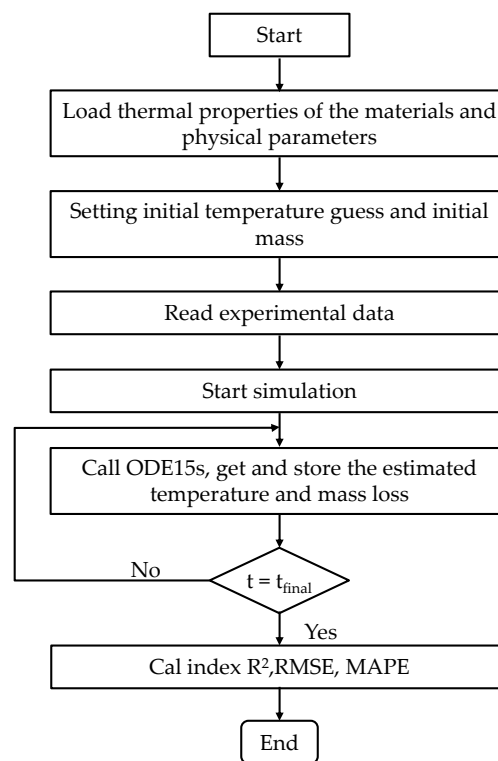 Start
Load thermal properties of the materials and
physical parameters
Setting initial temperature guess and initial
mass
Read experimental data
Start simulation
Call ODE15s, get and store the estimated
temperature and mass loss
No
t = t_final
Yes
Cal index R²,RMSE, MAPE
End